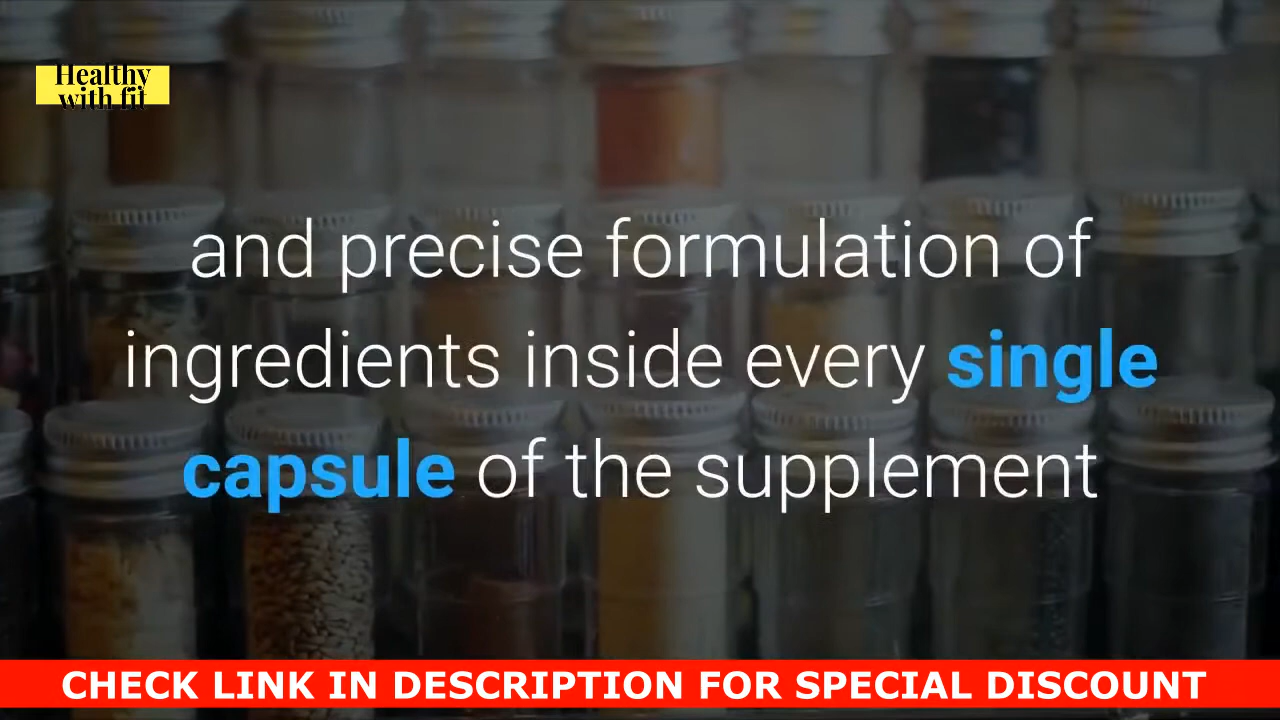 Healthy
with fit
and precise formulation of
ingredients inside every single
capsule of the supplement
CHECK LINK IN DESCRIPTION FOR SPECIAL DISCOUNT